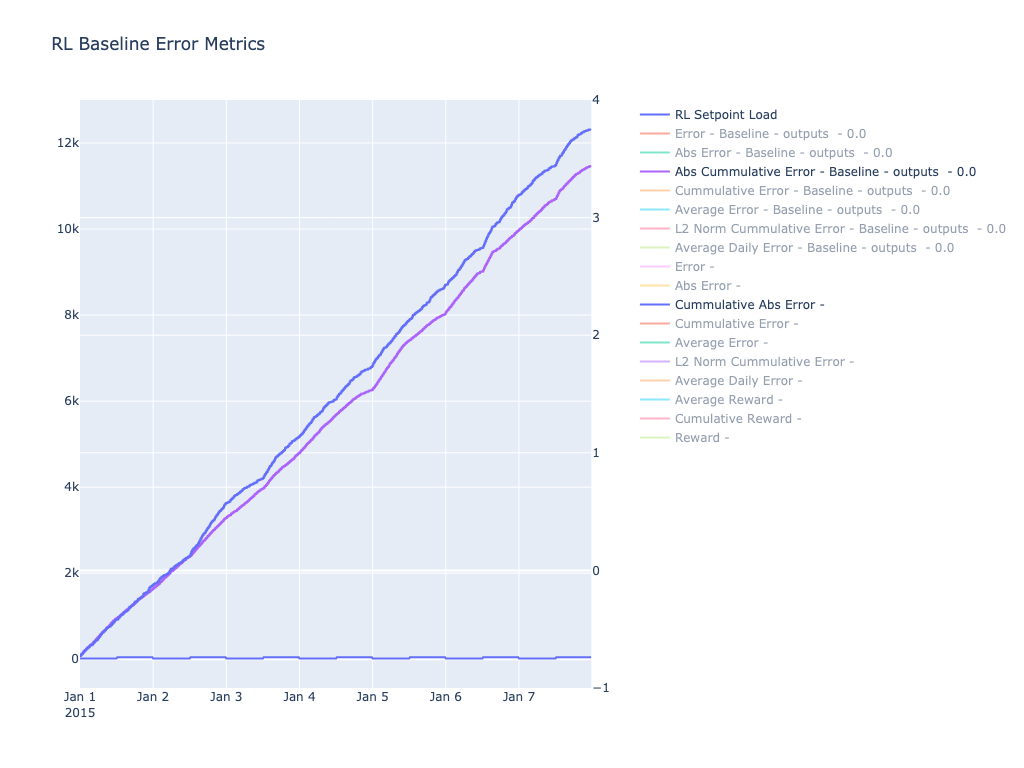 RL Baseline Error Metrics
12k
10k
8k
6k
4k
2k
0
4
3
2
1
0
−1
Jan 1
2015
Jan 2
Jan 3
Jan 4
Jan 5
Jan 6
Jan 7
RL Setpoint Load
Error - Baseline - outputs  - 0.0
Abs Error - Baseline - outputs  - 0.0
Abs Cummulative Error - Baseline - outputs  - 0.0
Cummulative Error - Baseline - outputs  - 0.0
Average Error - Baseline - outputs  - 0.0
L2 Norm Cummulative Error - Baseline - outputs  - 0.0
Average Daily Error - Baseline - outputs  - 0.0
Error -
Abs Error -
Cummulative Abs Error -
Cummulative Error -
Average Error -
L2 Norm Cummulative Error -
Average Daily Error -
Average Reward -
Cumulative Reward -
Reward -